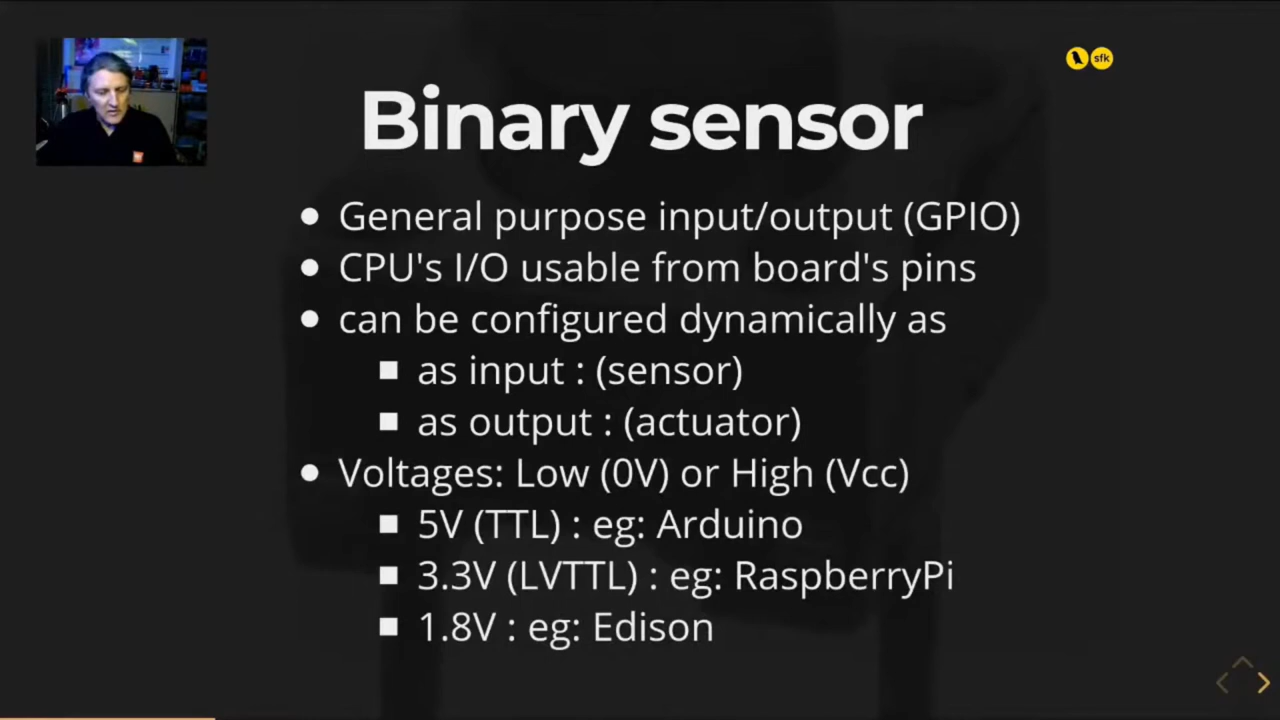 sfk
Binary sensor
General purpose input/output (GPIO)
CPU's I/O usable from board's pins
can be configured dynamically as
as input : (sensor)
as output : (actuator)
Voltages: Low (0V) or High (Vcc)
5V (TTL) : eg: Arduino
3.3V (LVTTL) : eg: RaspberryPi
1.8V : eg: Edison